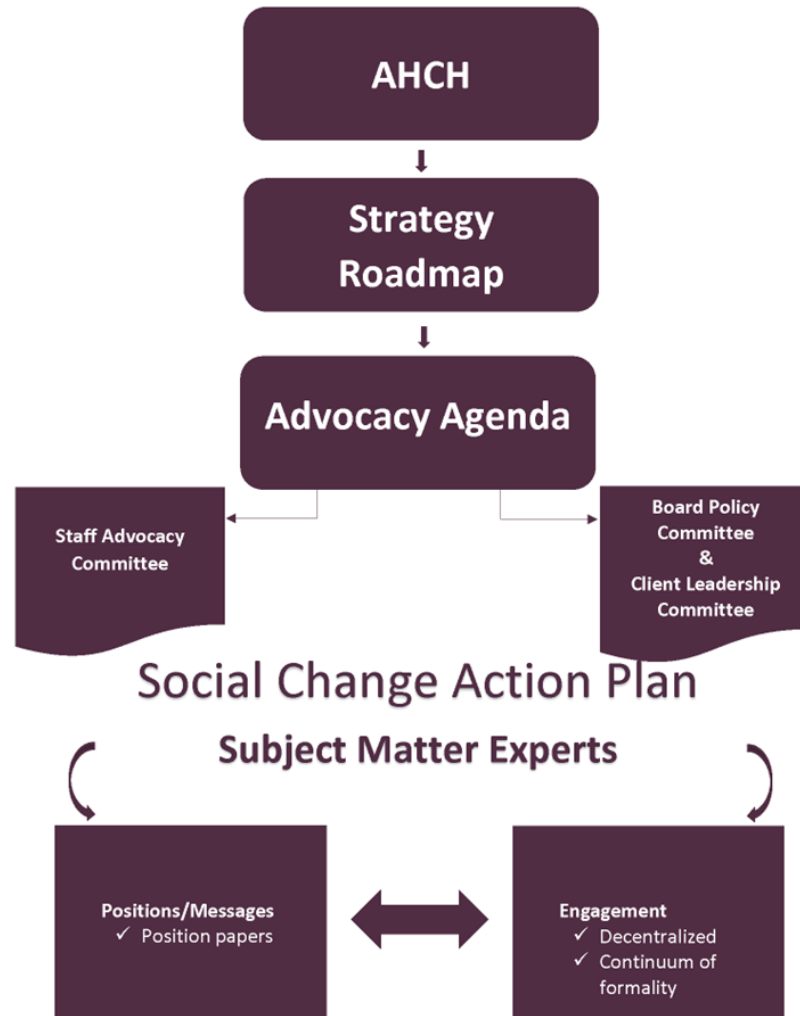 AHCH
Strategy
Roadmap
Advocacy Agenda
Staff Advocacy
Committee
Board Policy
Committee
&
Client Leadership
Committee
Social Change Action Plan
Subject Matter Experts
Positions/Messages
✓ Position papers
Engagement
✓ Decentralized
✓ Continuum of
formality